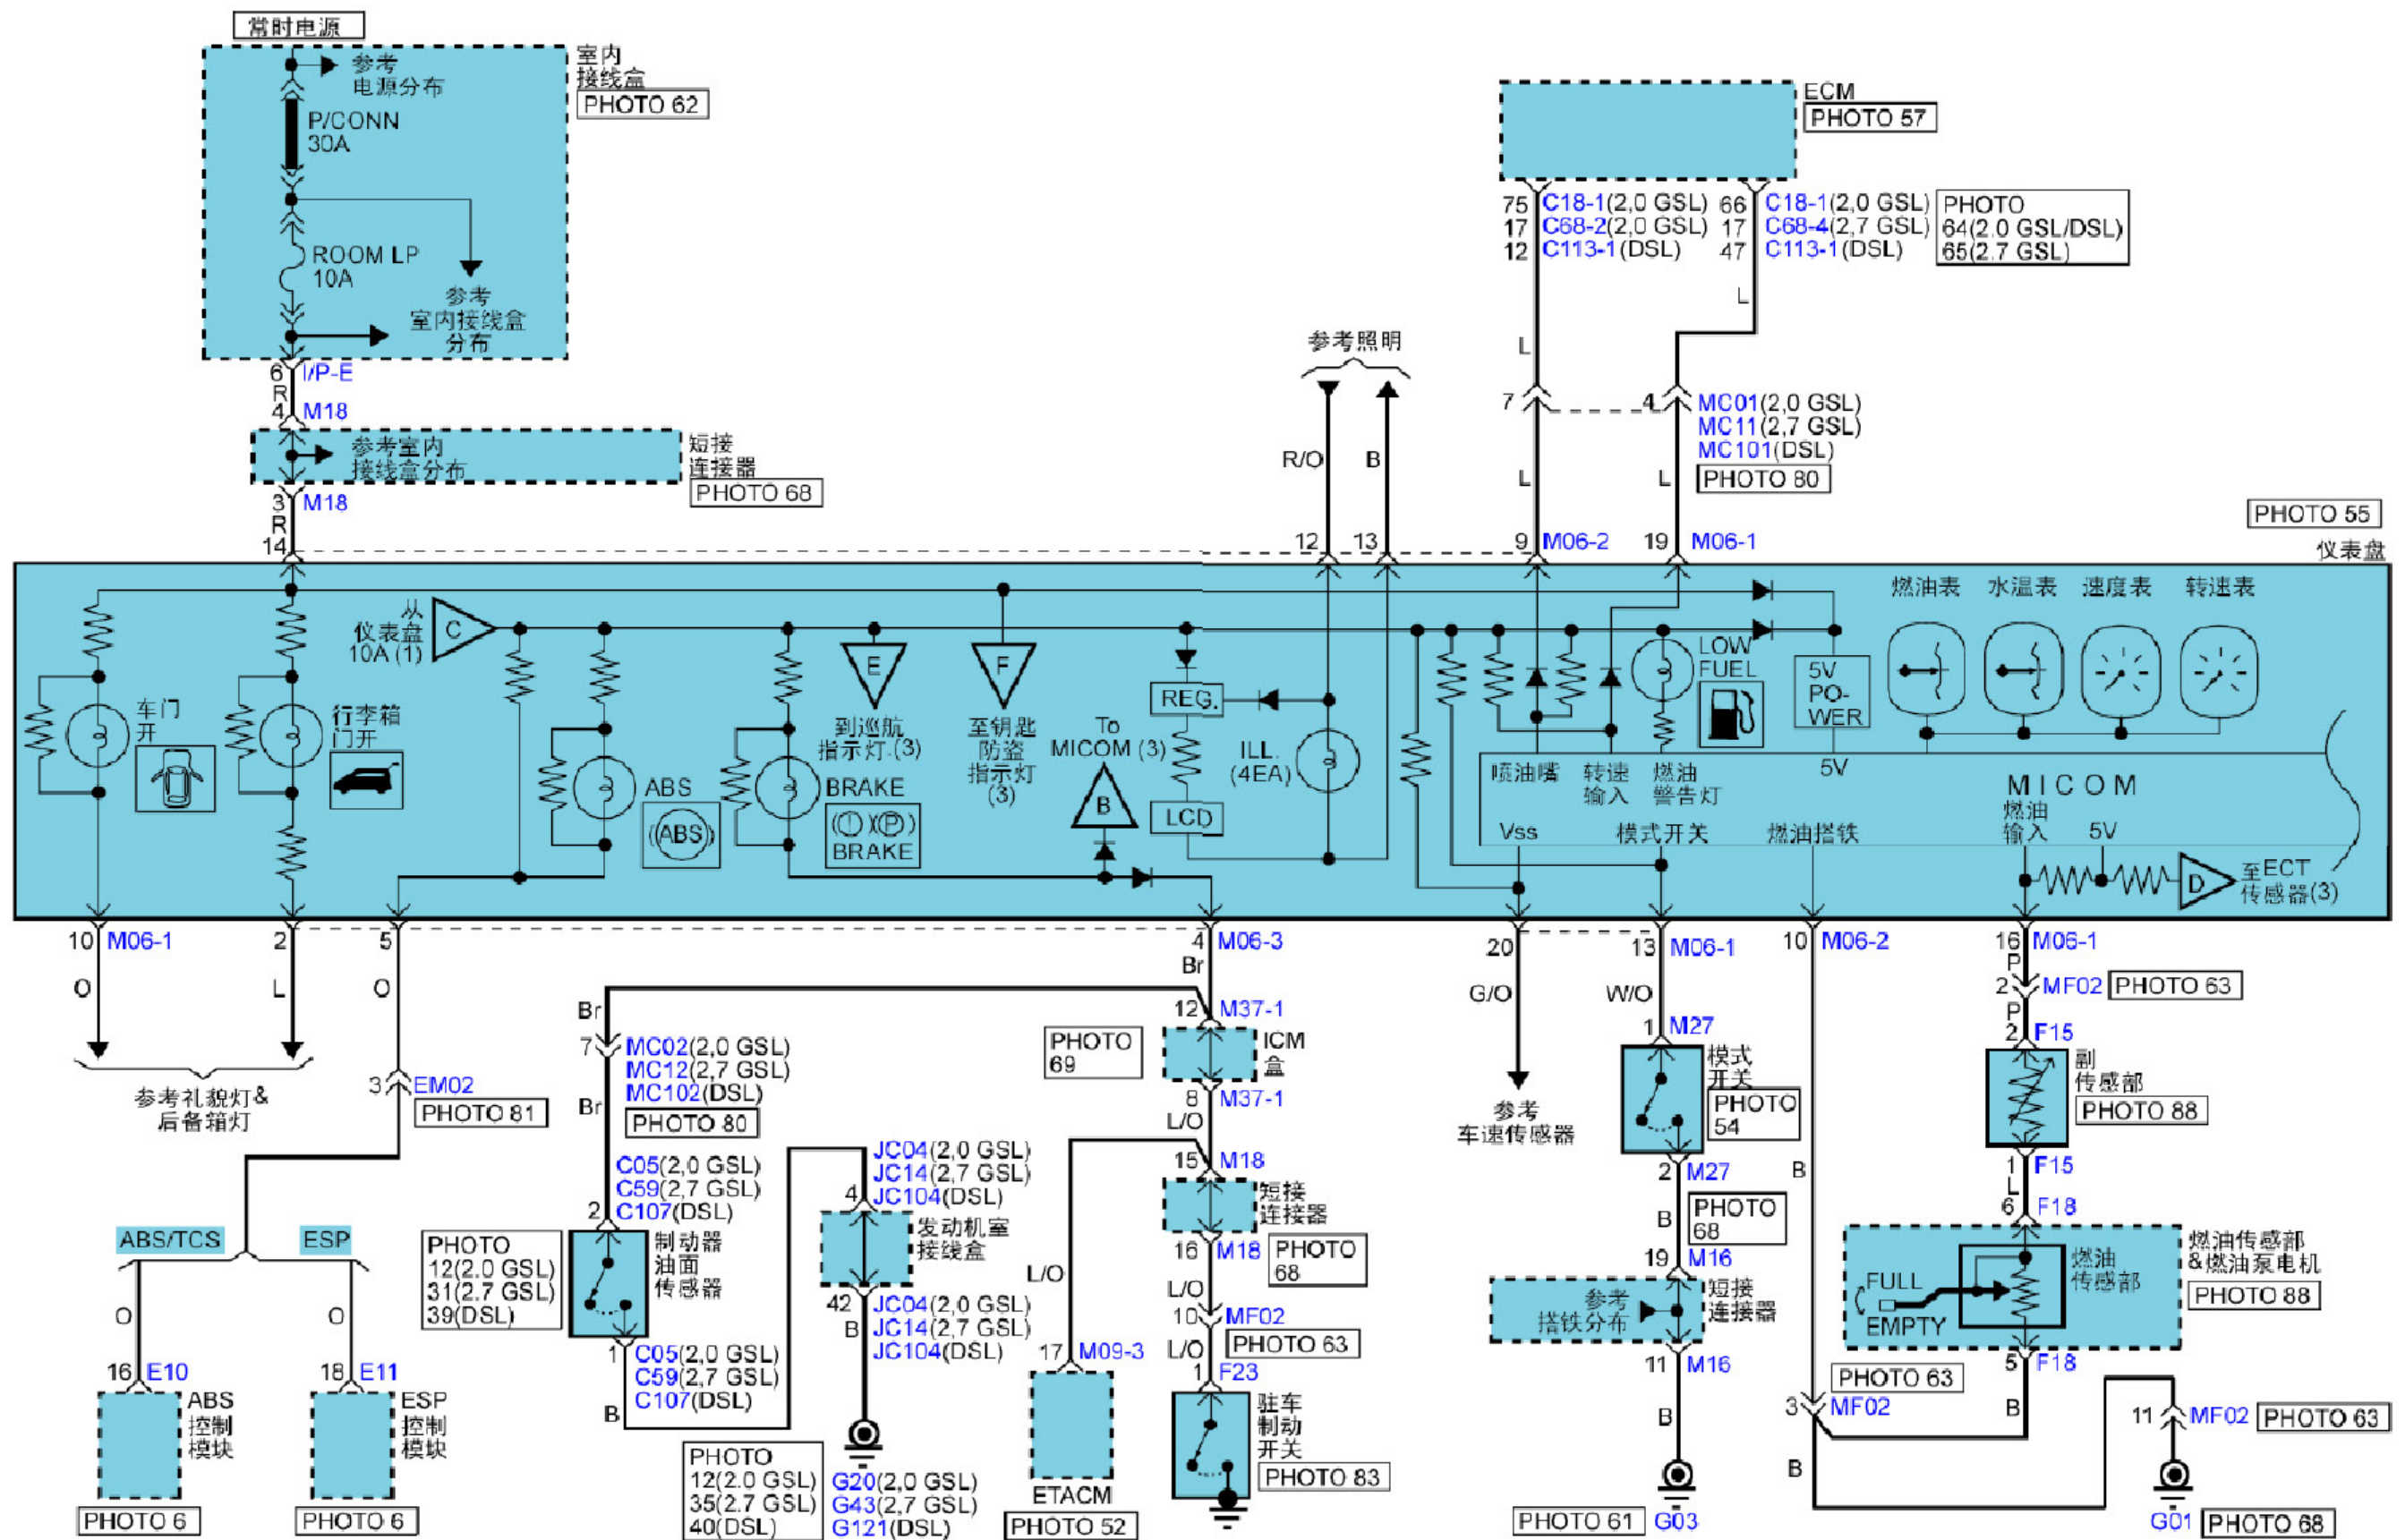 常时电源
参考
电源分布
室内
接线盒
PHOTO 62
P/CONN
30A
ROOM LP
10A
参考
室内接线盒
分布
6 I/P-E
R
4 M18
参考室内
接线盒分布
短接
连接器
PHOTO 68
3 M18
R
14
ECM
PHOTO 57
75 C18-1(2,0 GSL) 66 C18-1(2,0 GSL)
17 C68-2(2,0 GSL) 17 C68-4(2,7 GSL)
12 C113-1(DSL) 47 C113-1(DSL)
PHOTO
64(2.0 GSL/DSL)
65(2.7 GSL)
L
L
参考照明
7
4 MC01(2,0 GSL)
MC11(2,7 GSL)
MC101(DSL)
PHOTO 80
R/O
B
L
L
12
13
9 M06-2
19 M06-1
PHOTO 55
仪表盘
燃油表
水温表
速度表
转速表
从
仪表盘
10A (1)
C
E
F
LOW
FUEL
5V
PO-
WER
REG.
车门
开
行李箱
门开
到巡航
指示灯.(3)
至钥匙
防盗
指示灯
(3)
To
MICOM (3)
B
ILL.
(4EA)
LCD
ABS
(ABS)
BRAKE
(!)(P)
BRAKE
喷油嘴
转速
输入
燃油
警告灯
5V
MICOM
燃油
输入
Vss
模式开关
燃油搭铁
5V
D
至ECT
传感器(3)
10 M06-1
2
5
4 M06-3
20
13 M06-1
10 M06-2
16 M06-1
O
L
O
Br
G/O
W/O
P
2 MF02
PHOTO 63
P
2 F15
参考礼貌灯&
后备箱灯
3 EM02
PHOTO 81
Br
7 MC02(2,0 GSL)
MC12(2,7 GSL)
MC102(DSL)
PHOTO 80
Br
12 M37-1
PHOTO
69
ICM
盒
8 M37-1
L/O
参考
车速传感器
1 M27
模式
开关
PHOTO
54
2 M27
副
传感部
PHOTO 88
1 F15
L
6 F18
B
C05(2,0 GSL)
C59(2,7 GSL)
2 C107(DSL)
JC04(2,0 GSL)
JC14(2,7 GSL)
4 JC104(DSL)
15 M18
短接
连接器
16 M18
PHOTO
68
B
PHOTO
68
19 M16
ABS/TCS
ESP
PHOTO
12(2.0 GSL)
31(2.7 GSL)
39(DSL)
制动器
油面
传感器
发动机室
接线盒
L/O
L/O
10 MF02
PHOTO 63
参考
搭铁分布
短接
连接器
FULL
EMPTY
燃油
传感部
燃油传感部
&燃油泵电机
PHOTO 88
O
O
42 JC04(2,0 GSL)
JC14(2,7 GSL)
JC104(DSL)
B
1 C05(2,0 GSL)
C59(2,7 GSL)
C107(DSL)
B
17 M09-3
L/O
1 F23
11 M16
5 F18
PHOTO 63
3 MF02
B
11 MF02
PHOTO 63
16 E10
18 E11
ABS
控制
模块
ESP
控制
模块
驻车
制动
开关
PHOTO 83
B
B
PHOTO
12(2.0 GSL)
35(2.7 GSL)
40(DSL)
G20(2,0 GSL)
G43(2,7 GSL)
G121(DSL)
ETACM
PHOTO 52
PHOTO 6
PHOTO 6
PHOTO 61
G03
G01
PHOTO 68